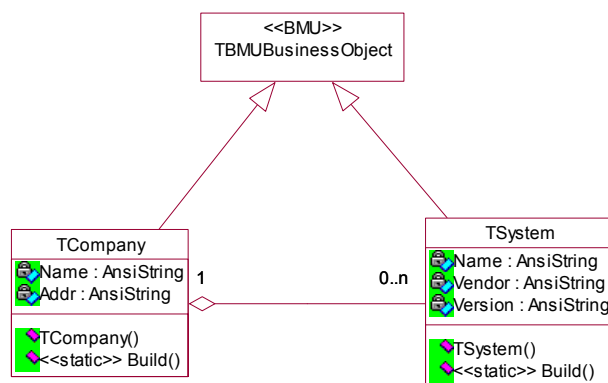 <<BMU>>
TBMUBusinessObject
TCompany
Name : AnsiString
Addr : AnsiString
TCompany()
<<static>> Build()
1
0..n
TSystem
Name : AnsiString
Vendor : AnsiString
Version : AnsiString
TSystem()
<<static>> Build()